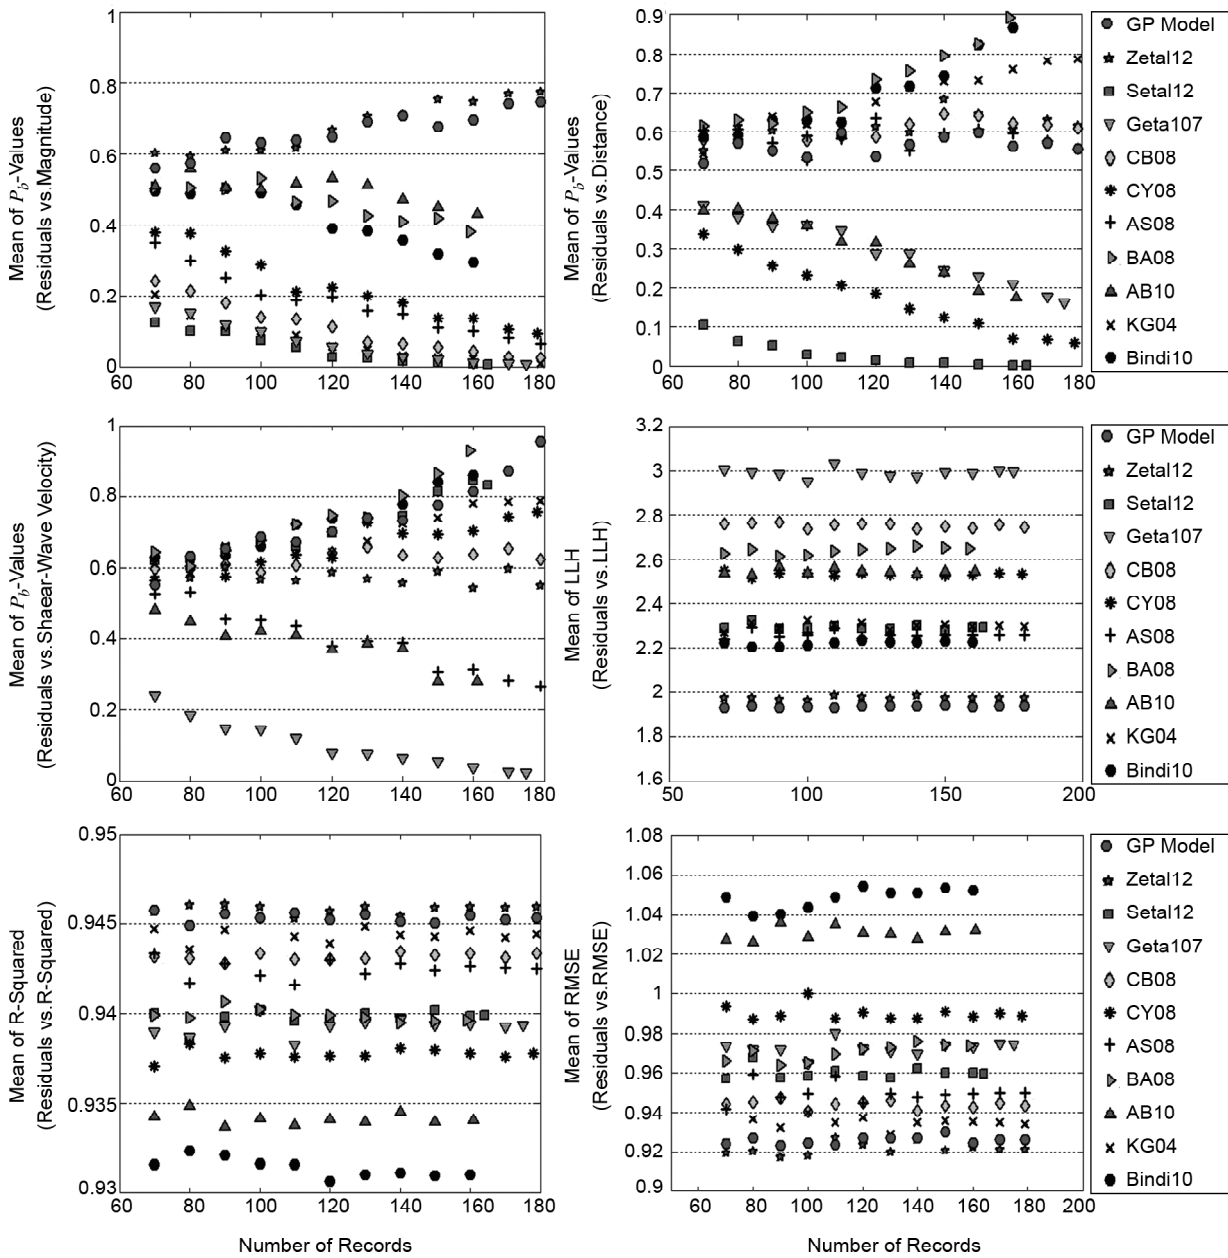 1
0.8
0.6
0.4
0.2
0
60 80 100 120 140 160 180
Mean of Pb-Values
(Residuals vs.Magnitude)
0.9
0.8
0.7
0.6
0.5
0.4
0.3
0.2
0.1
0
60 80 100 120 140 160 180
Mean of Pb-Values
(Residuals vs.Distance)
GP Model
Zetal12
Setal12
Geta107
CB08
CY08
AS08
BA08
AB10
KG04
Bindi10
1
0.8
0.6
0.4
0.2
0
60 80 100 120 140 160 180
Mean of Pb-Values
(Residuals vs.Shaear-Wave Velocity)
3.2
3
2.8
2.6
2.4
2.2
2
1.8
1.6
50 100 150 200
Mean of LLH
(Residuals vs.LLH)
GP Model
Zetal12
Setal12
Geta107
CB08
CY08
AS08
BA08
AB10
KG04
Bindi10
0.95
0.945
0.94
0.935
0.93
60 80 100 120 140 160 180
Mean of R-Squared
(Residuals vs.R-Squared)
Number of Records
1.08
1.06
1.04
1.02
1
0.98
0.96
0.94
0.92
0.9
60 80 100 120 140 160 180 200
Mean of RMSE
(Residuals vs.RMSE)
Number of Records
GP Model
Zetal12
Setal12
Geta107
CB08
CY08
AS08
BA08
AB10
KG04
Bindi10